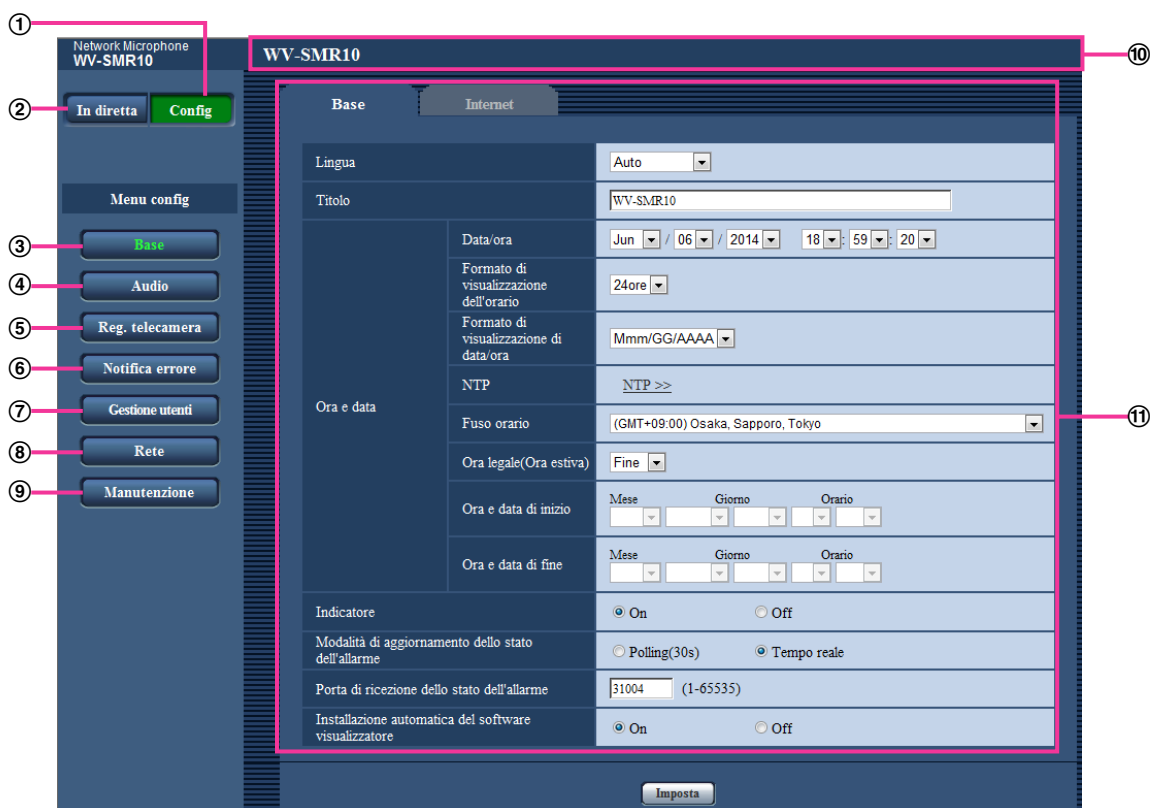 ①
Network Microphone
WV-SMR10
WV-SMR10
⑩
② In diretta Config
Base Internet
Lingua Auto
Menu config
Titolo WV-SMR10
③ Base
④ Audio
⑤ Reg. telecamera
⑥ Notifica errore
⑦ Gestione utenti
⑧ Rete
⑨ Manutenzione
Ora e data
Data/ora Jun / 06 / 2014 18 : 59 : 20
Formato di
visualizzazione
dell'orario
24ore
Formato di
visualizzazione di
data/ora
Mmm/GG/AAAA
NTP NTP >>
Fuso orario (GMT+09:00) Osaka, Sapporo, Tokyo
⑪
Ora legale(Ora estiva) Fine
Ora e data di inizio
Mese Giorno Orario
Ora e data di fine
Mese Giorno Orario
Indicatore On Off
Modalità di aggiornamento dello stato
dell'allarme
Polling(30s) Tempo reale
Porta di ricezione dello stato dell'allarme 31004 (1-65535)
Installazione automatica del software
visualizzatore
On Off
Imposta